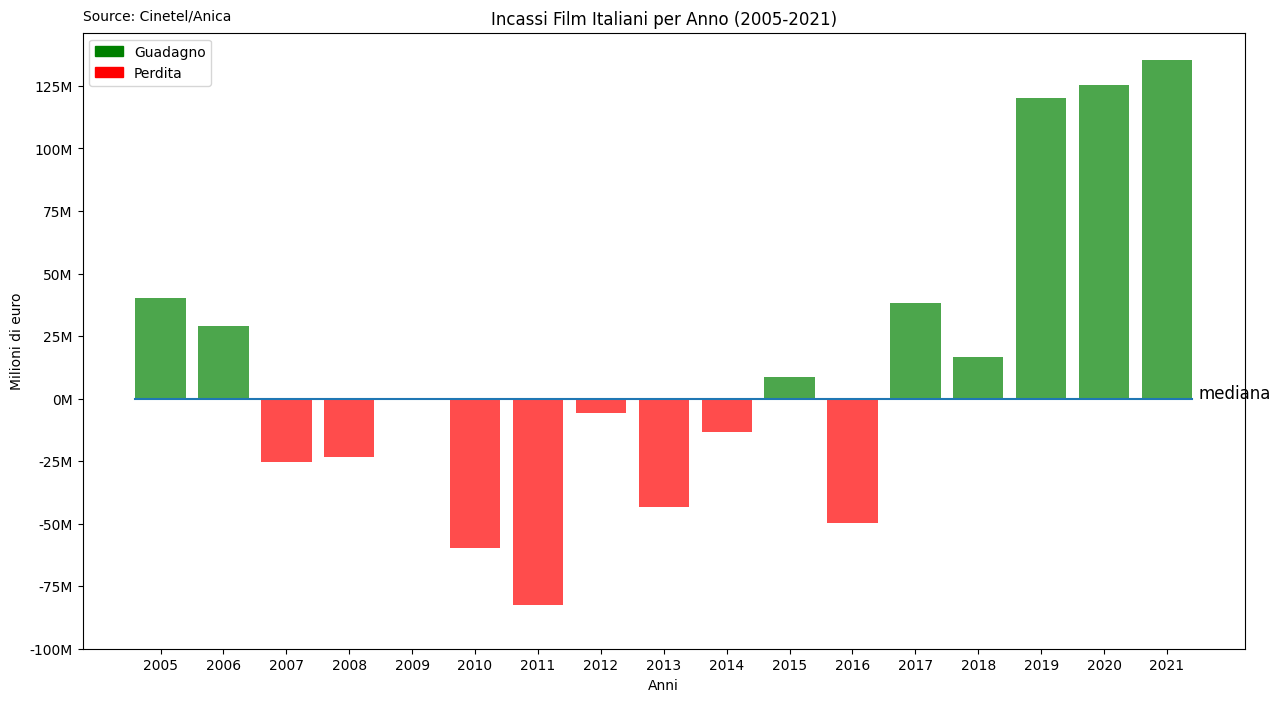 Source: Cinetel/Anica
Incassi Film Italiani per Anno (2005-2021)
Guadagno
Perdita
125M
100M
75M
50M
25M
0M
-25M
-50M
-75M
-100M
Milioni di euro
mediana
2005 2006 2007 2008 2009 2010 2011 2012 2013 2014 2015 2016 2017 2018 2019 2020 2021
Anni